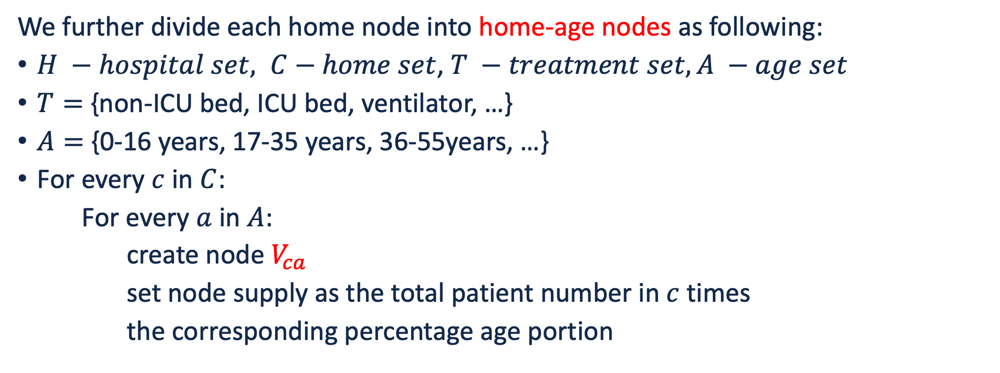 We further divide each home node into home-age nodes as following:
• H – hospital set, C – home set, T – treatment set, A – age set
• T = {non-ICU bed, ICU bed, ventilator, ...}
• A = {0-16 years, 17-35 years, 36-55years, ...}
• For every c in C:
For every a in A:
create node V_ca
set node supply as the total patient number in c times
the corresponding percentage age portion